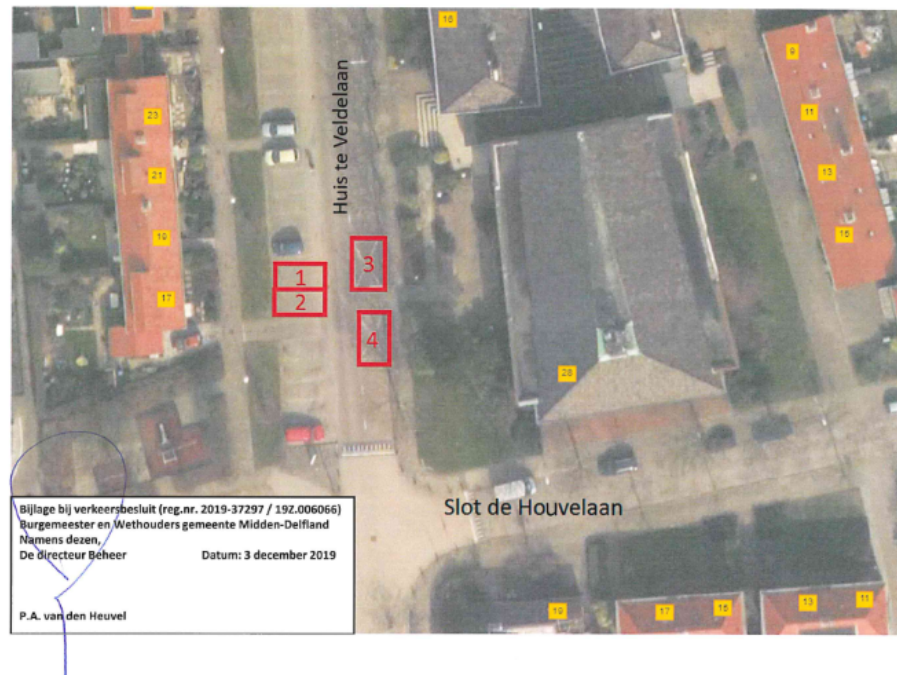 18
9
23
11
Huis te Veldelaan
21
13
19
15
3
1
17
2
4
28
Slot de Houvelaan
Bijlage bij verkeersbesluit (reg.nr. 2019-37297 / 19Z.006066)
Burgemeester en Wethouders gemeente Midden-Delfland
Namens dezen,
De directeur Beheer Datum: 3 december 2019
P.A. van den Heuvel
19
17
13
11